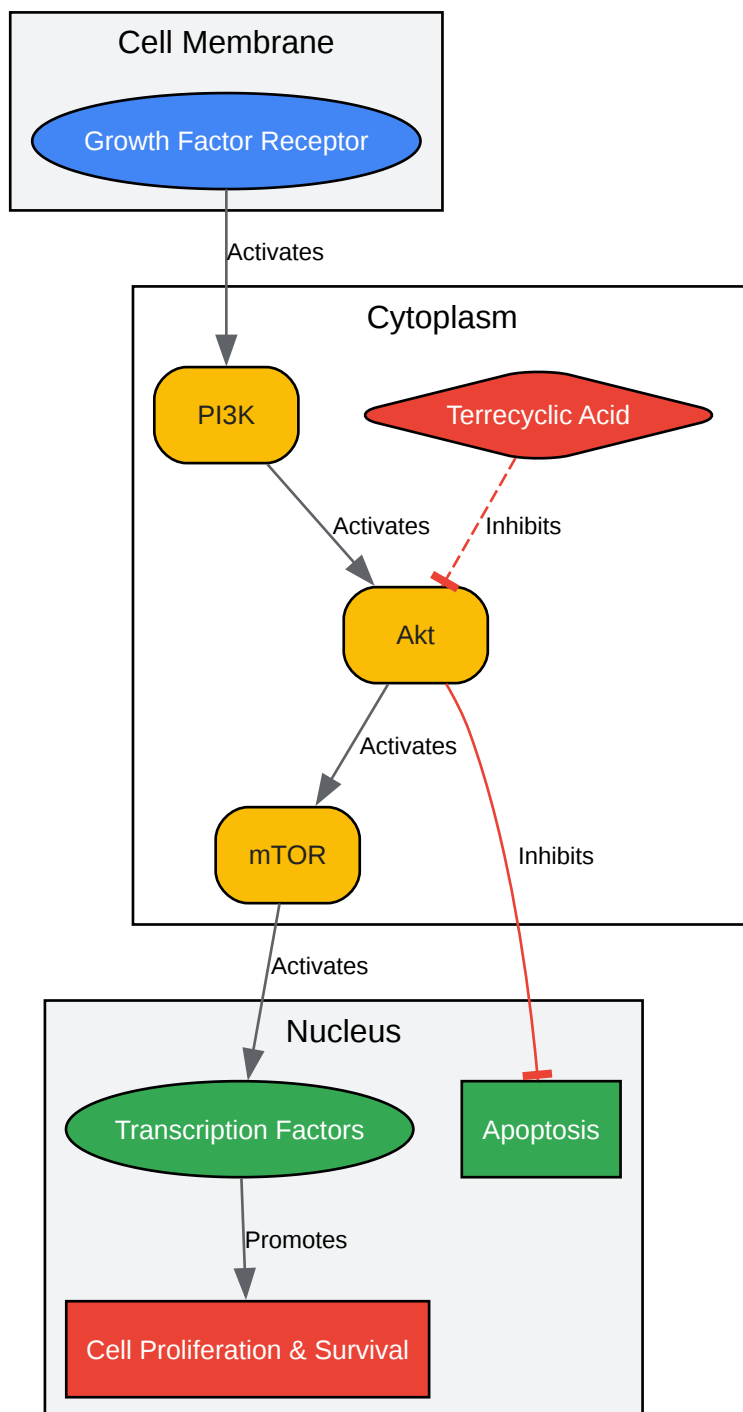 Cell Membrane
Growth Factor Receptor
Activates
Cytoplasm
PI3K
Terrecyclic Acid
Activates
Inhibits
Akt
Activates
mTOR
Inhibits
Activates
Nucleus
Transcription Factors
Apoptosis
Promotes
Cell Proliferation & Survival